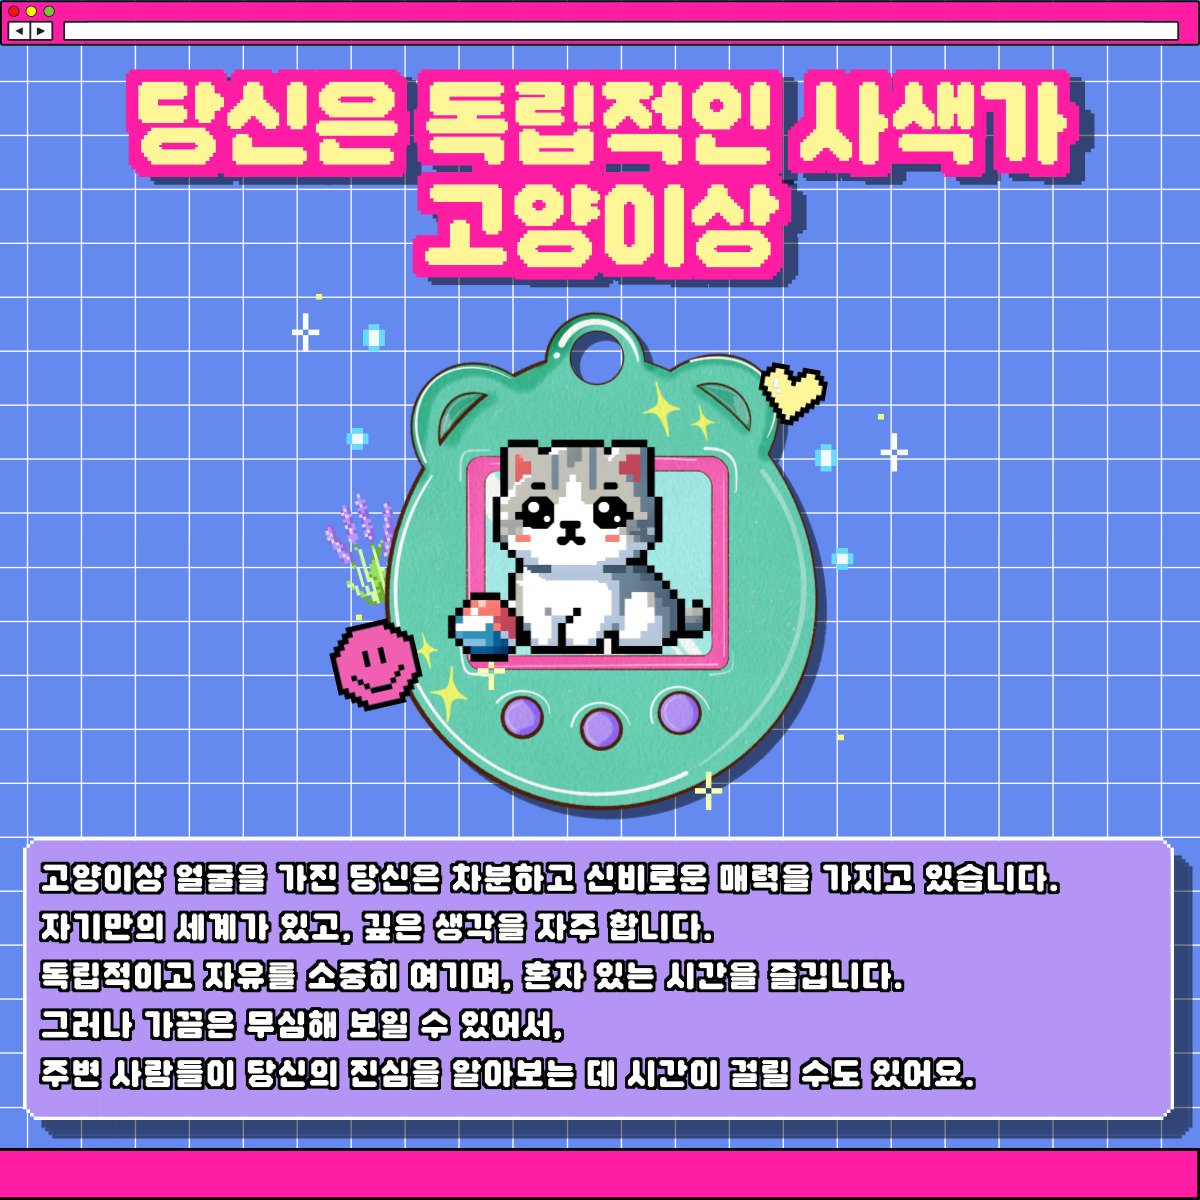 당신은 독립적인 사색가
고양이상
고양이상 얼굴을 가진 당신은 차분하고 신비로운 매력을 가지고 있습니다.
자기만의 세계가 있고, 깊은 생각을 자주 합니다.
독립적이고 자유를 소중히 여기며, 혼자 있는 시간을 즐깁니다.
그러나 가끔은 무심해 보일 수 있어서,
주변 사람들이 당신의 진심을 알아보는 데 시간이 걸릴 수도 있어요.